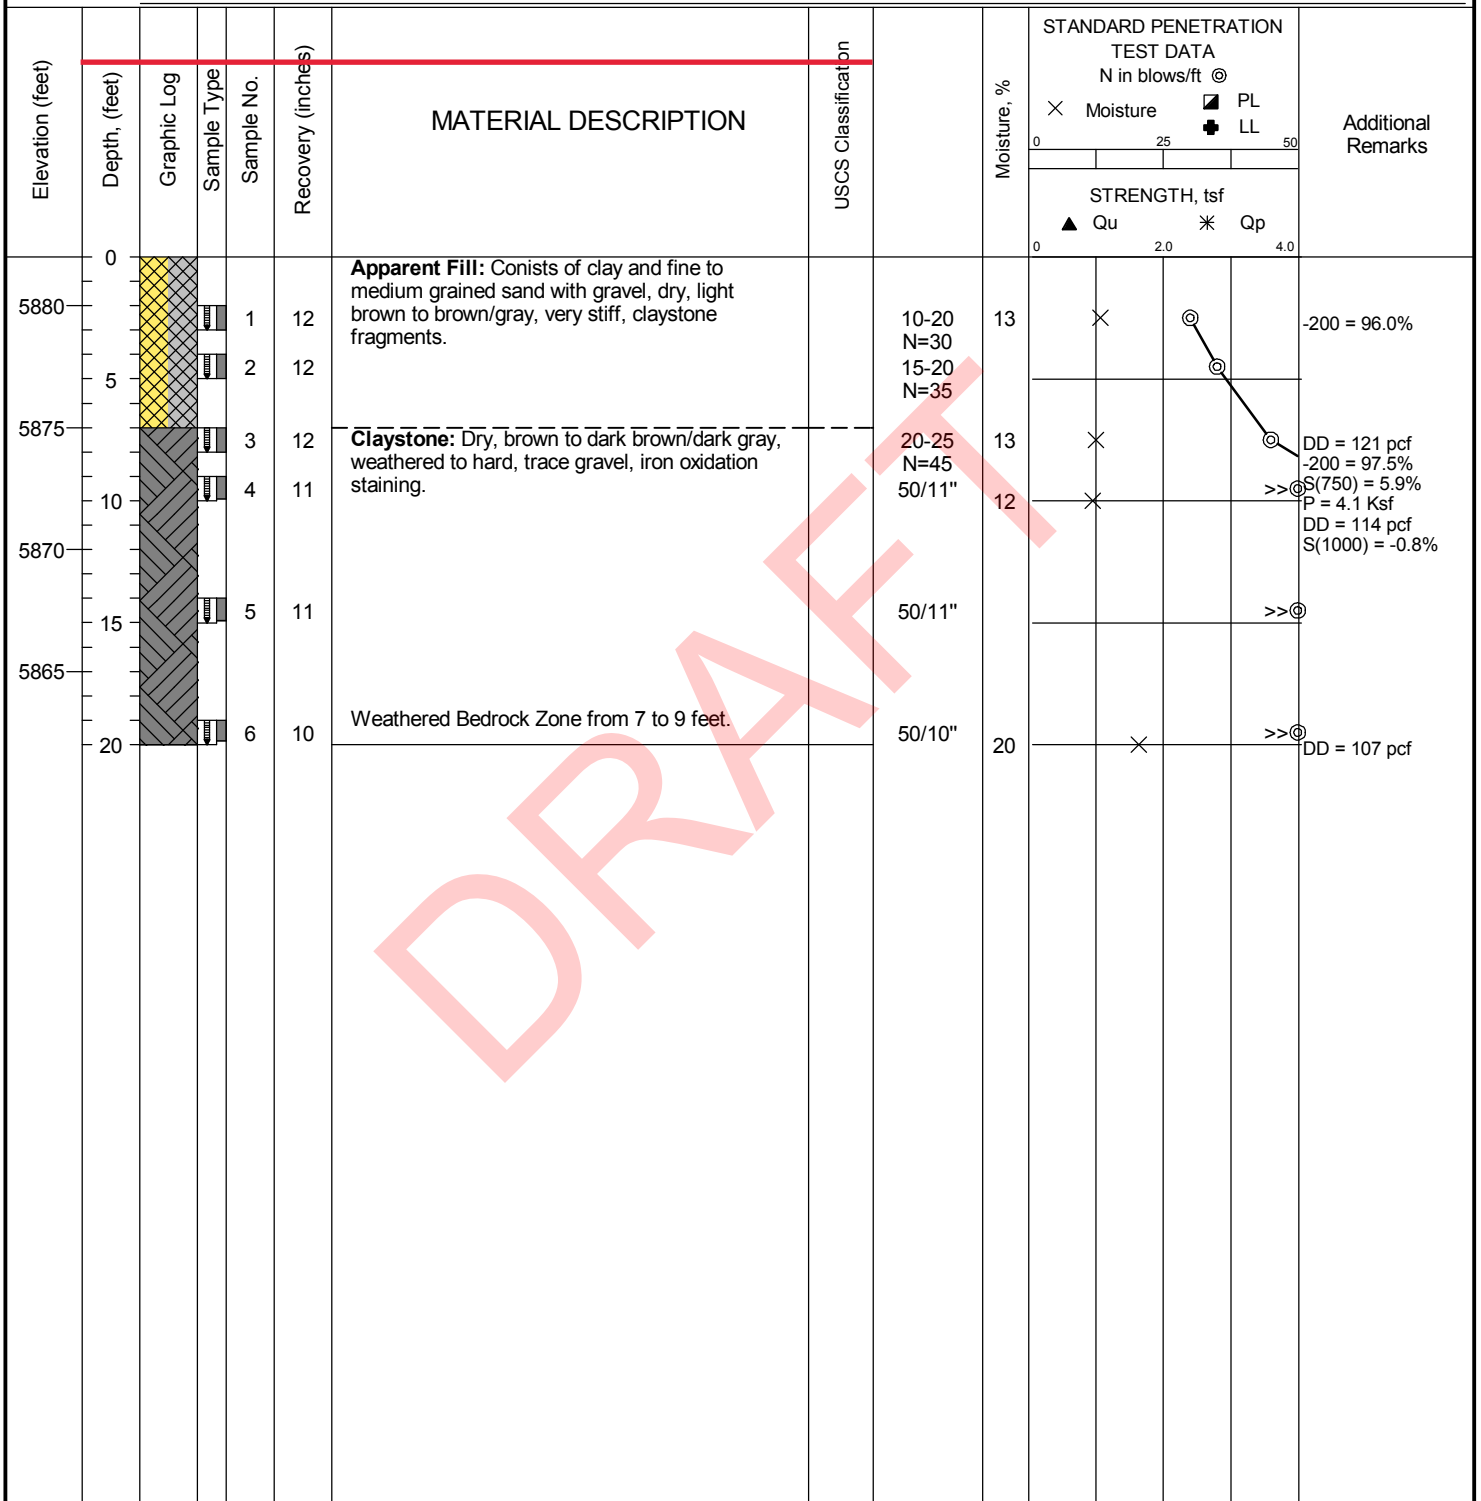 Elevation (feet)
Depth, (feet)
Graphic Log
Sample Type
Sample No.
Recovery (inches)
MATERIAL DESCRIPTION
USCS Classification
Moisture, %
STANDARD PENETRATION
TEST DATA
N in blows/ft
Moisture
PL
LL
0 25 50
STRENGTH, tsf
Qu Qp
0 2.0 4.0
Additional
Remarks
0
5
10
15
20
5880
5875
5870
5865
Apparent Fill: Conists of clay and fine to
medium grained sand with gravel, dry, light
brown to brown/gray, very stiff, claystone
fragments.
1 12 10-20 13
N=30
-200 = 96.0%
2 12 15-20
N=35
Claystone: Dry, brown to dark brown/dark gray,
weathered to hard, trace gravel, iron oxidation
staining.
3 12 20-25 13
N=45
DD = 121 pcf
-200 = 97.5%
S(750) = 5.9%
P = 4.1 Ksf
4 11 50/11" 12 >>
DD = 114 pcf
S(1000) = -0.8%
5 11 50/11" >>
Weathered Bedrock Zone from 7 to 9 feet.
6 10 50/10" 20 >>
DD = 107 pcf
DRAFT